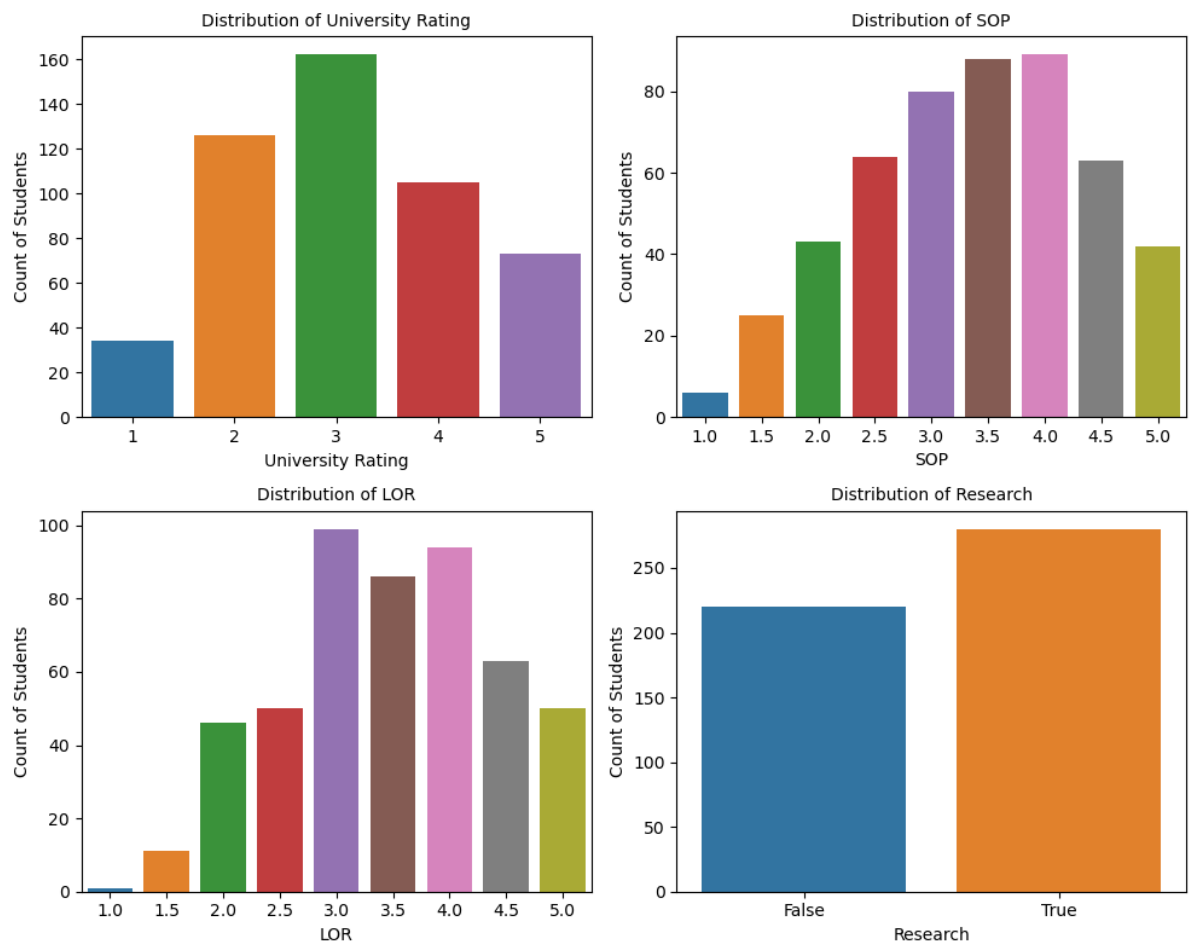 Distribution of University Rating
160
140
120
100
80
60
40
20
0
Count of Students
1 2 3 4 5
University Rating
Distribution of SOP
80
60
40
20
0
Count of Students
1.0 1.5 2.0 2.5 3.0 3.5 4.0 4.5 5.0
SOP
Distribution of LOR
100
80
60
40
20
0
Count of Students
1.0 1.5 2.0 2.5 3.0 3.5 4.0 4.5 5.0
LOR
Distribution of Research
250
200
150
100
50
0
Count of Students
False True
Research